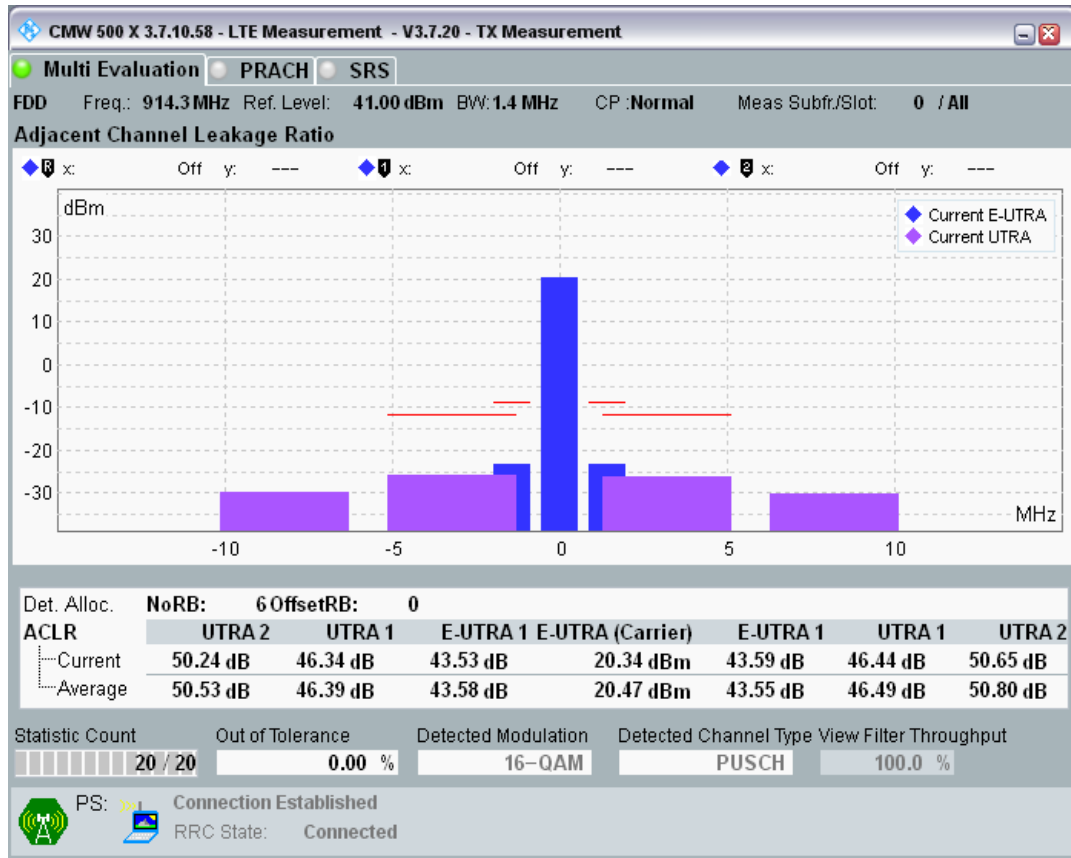 CMW 500 X 3.7.10.58 - LTE Measurement - V3.7.20 - TX Measurement
Multi Evaluation PRACH SRS
FDD Freq.: 914.3 MHz Ref. Level: 41.00 dBm BW: 1.4 MHz CP :Normal Meas Subfr./Slot: 0 / All
Adjacent Channel Leakage Ratio
R x: Off y: --- 1 x: Off y: --- 2 x: Off y: ---
dBm
Current E-UTRA
Current UTRA
30
20
10
0
-10
-20
-30
MHz
-10 -5 0 5 10
Det. Alloc. NoRB: 6 OffsetRB: 0
ACLR UTRA 2 UTRA 1 E-UTRA 1 E-UTRA (Carrier) E-UTRA 1 UTRA 1 UTRA 2
Current 50.24 dB 46.34 dB 43.53 dB 20.34 dBm 43.59 dB 46.44 dB 50.65 dB
Average 50.53 dB 46.39 dB 43.58 dB 20.47 dBm 43.55 dB 46.49 dB 50.80 dB
Statistic Count Out of Tolerance Detected Modulation Detected Channel Type View Filter Throughput
20 / 20 0.00 % 16-QAM PUSCH 100.0 %
PS: Connection Established
RRC State: Connected